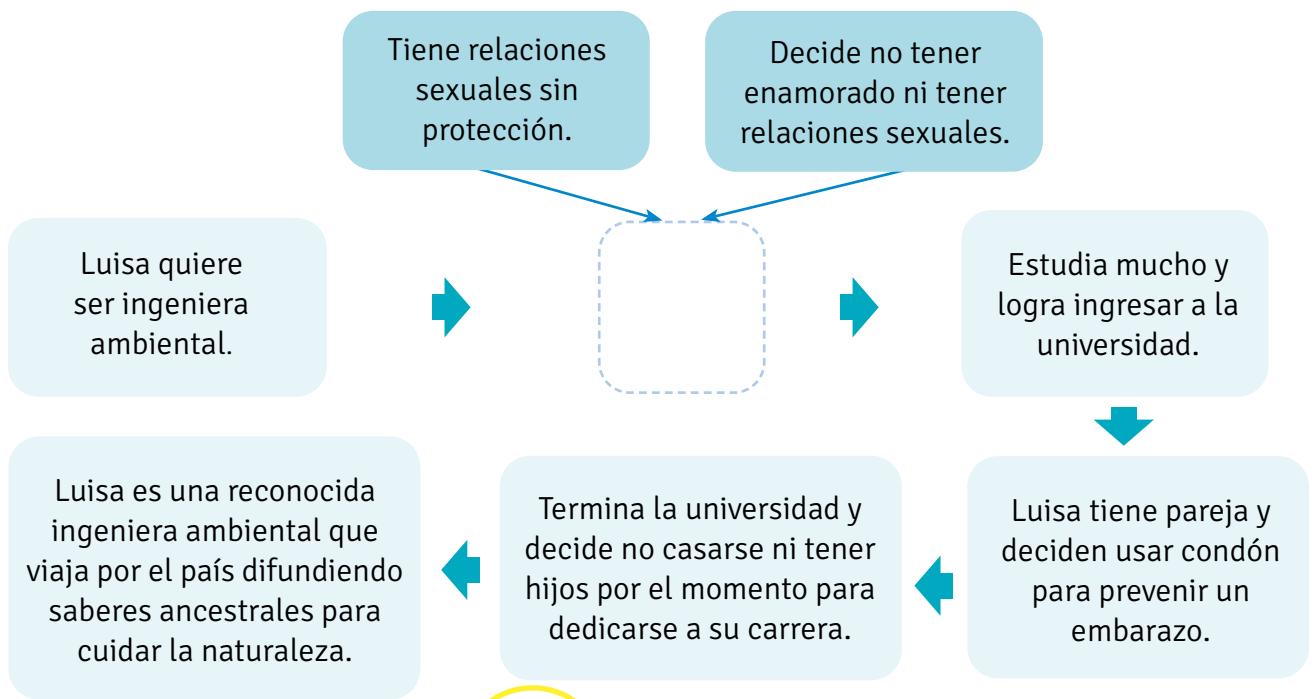 Tiene relaciones
sexuales sin
protección.
Decide no tener
enamorado ni tener
relaciones sexuales.
Luisa quiere
ser ingeniera
ambiental.
Estudia mucho y
logra ingresar a la
universidad.
Luisa tiene pareja y
deciden usar condón
para prevenir un
embarazo.
Termina la universidad y
decide no casarse ni tener
hijos por el momento para
dedicarse a su carrera.
Luisa es una reconocida
ingeniera ambiental que
viaja por el país difundiendo
saberes ancestrales para
cuidar la naturaleza.